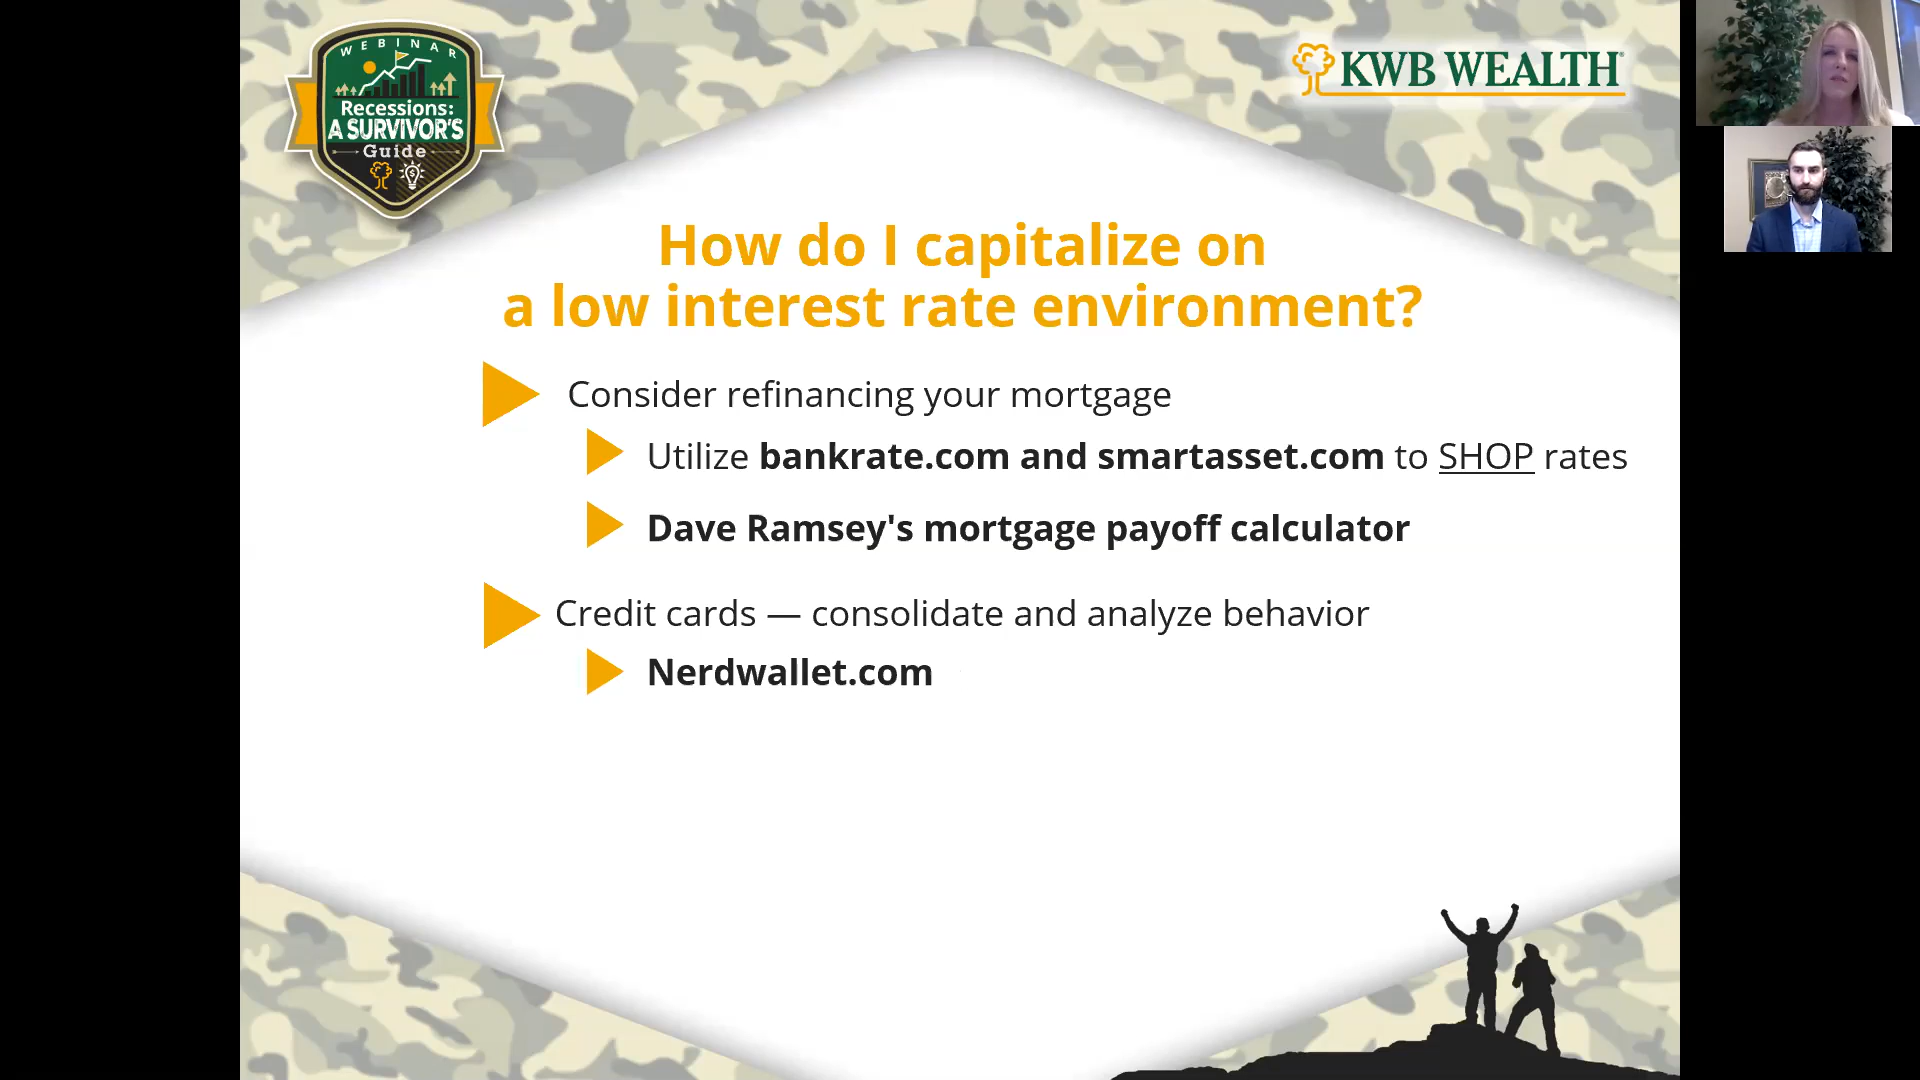 WEBINAR
Recessions:
A SURVIVOR'S
Guide
KWB WEALTH®
How do I capitalize on
a low interest rate environment?
Consider refinancing your mortgage
Utilize bankrate.com and smartasset.com to SHOP rates
Dave Ramsey's mortgage payoff calculator
Credit cards — consolidate and analyze behavior
Nerdwallet.com